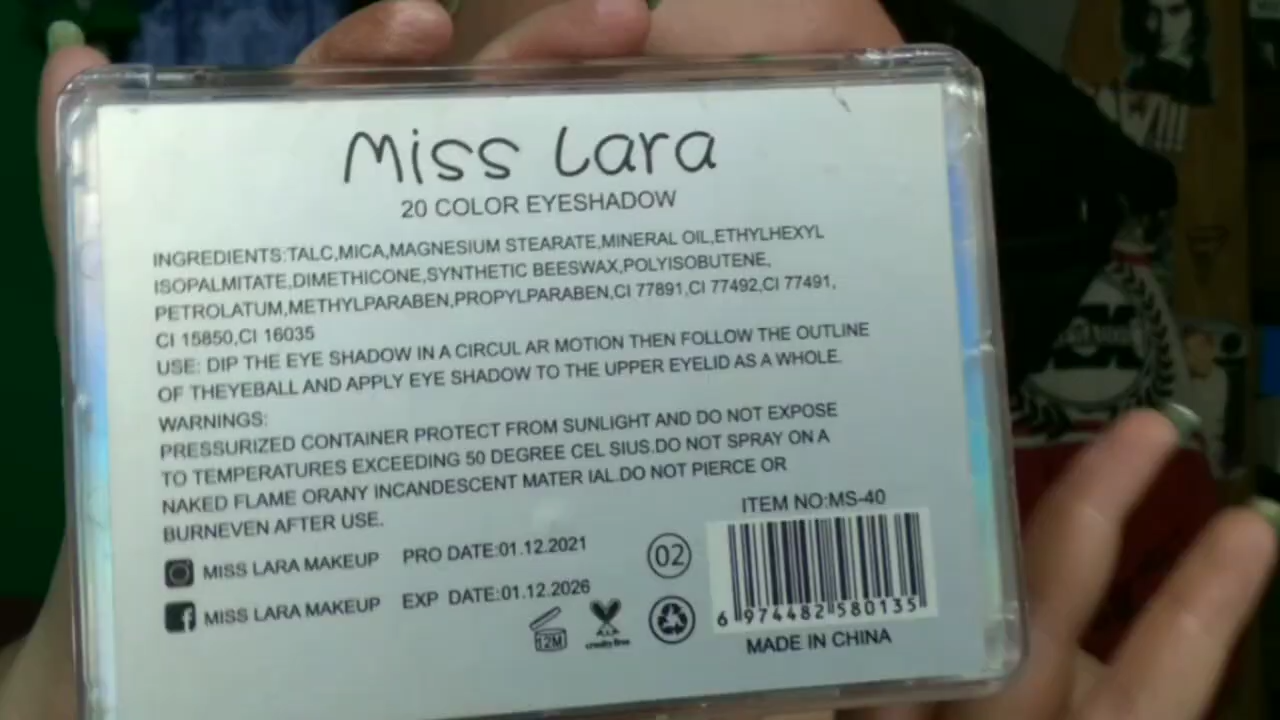 Miss Lara
20 COLOR EYESHADOW
INGREDIENTS:TALC,MICA,MAGNESIUM STEARATE,MINERAL OIL,ETHYLHEXYL
ISOPALMITATE,DIMETHICONE,SYNTHETIC BEESWAX,POLYISOBUTENE,
PETROLATUM,METHYLPARABEN,PROPYLPARABEN,CI 77891,CI 77492,CI 77491,
CI 15850,CI 16035
USE: DIP THE EYE SHADOW IN A CIRCUL AR MOTION THEN FOLLOW THE OUTLINE
OF THEYEBALL AND APPLY EYE SHADOW TO THE UPPER EYELID AS A WHOLE.
WARNINGS:
PRESSURIZED CONTAINER PROTECT FROM SUNLIGHT AND DO NOT EXPOSE
TO TEMPERATURES EXCEEDING 50 DEGREE CEL SIUS.DO NOT SPRAY ON A
NAKED FLAME ORANY INCANDESCENT MATER IAL.DO NOT PIERCE OR
BURNEVEN AFTER USE.
MISS LARA MAKEUP PRO DATE:01.12.2021
MISS LARA MAKEUP EXP DATE:01.12.2026
12M
cruelty free
02
ITEM NO:MS-40
6 974482 580135
MADE IN CHINA